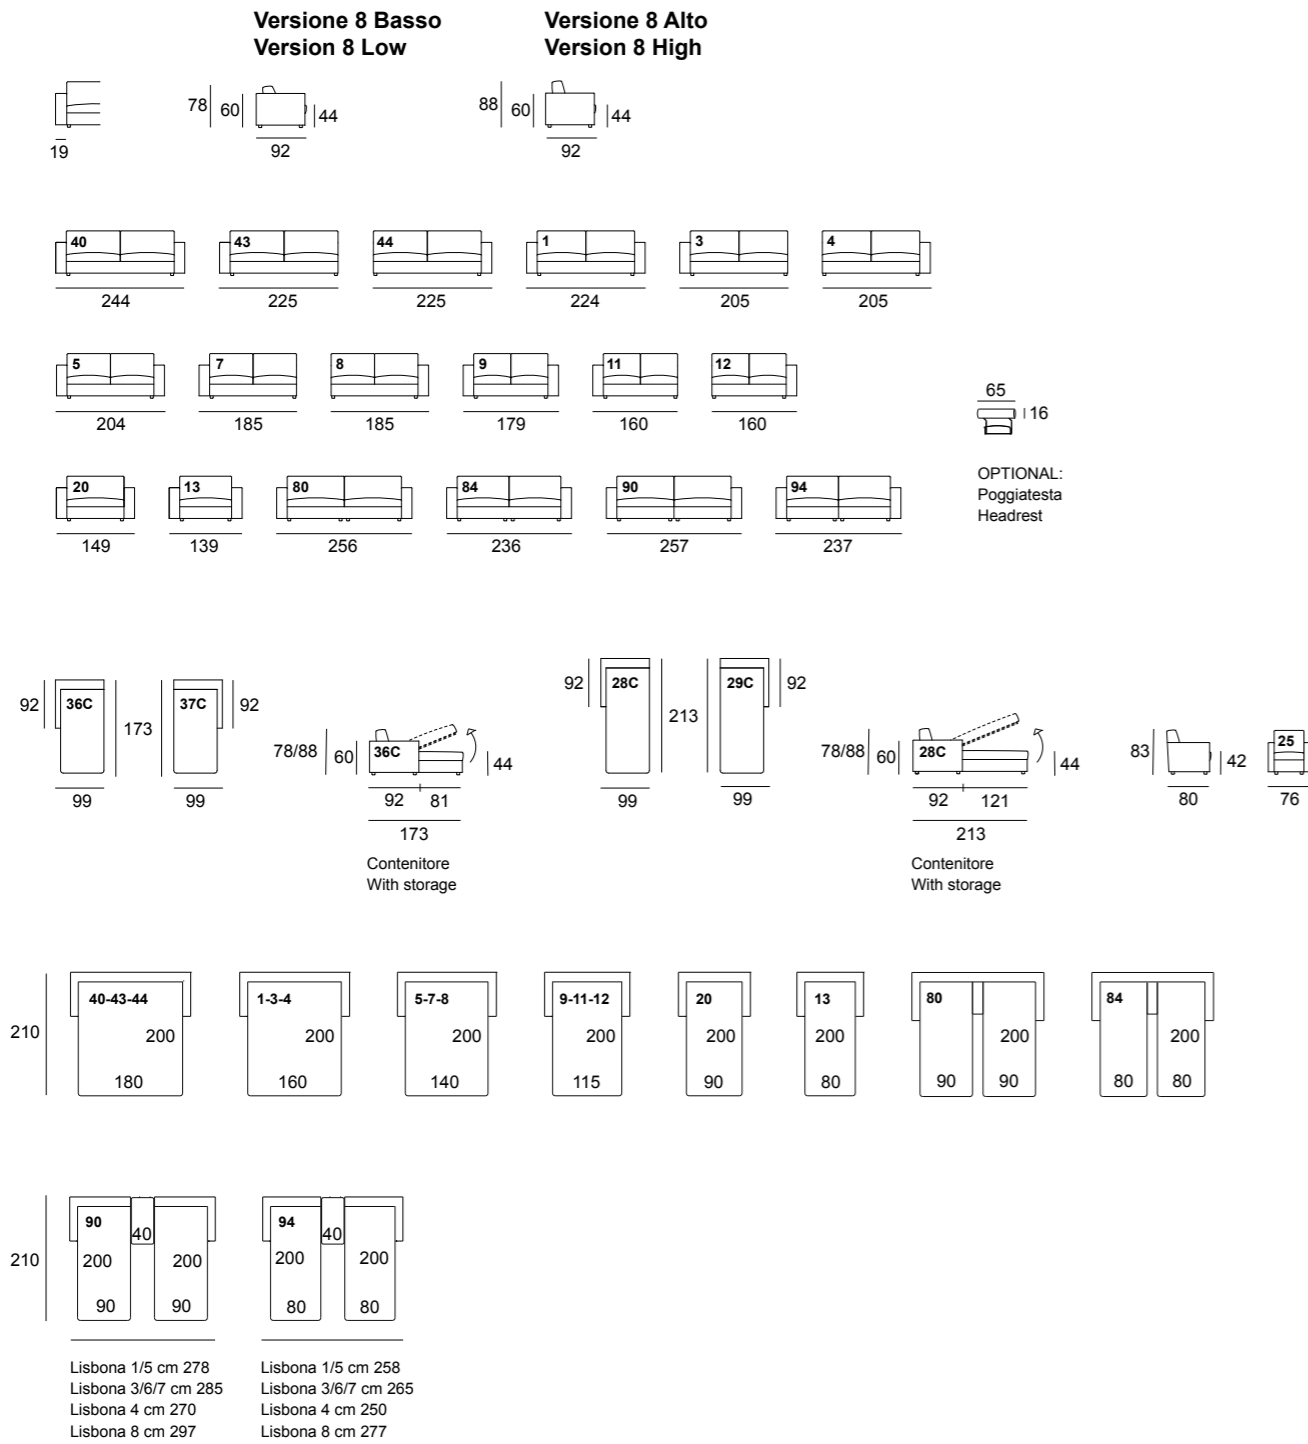 Versione 8 Basso
Version 8 Low
Versione 8 Alto
Version 8 High
78 60 44 88 60 44
19 92 92
40 43 44 1 3 4
244 225 225 224 205 205
5 7 8 9 11 12
204 185 185 179 160 160
65
16
OPTIONAL:
Poggiatesta
Headrest
20 13 80 84 90 94
149 139 256 236 257 237
92 36C 173 37C 92
99 99
78/88 60 36C 44
92 81
173
Contenitore
With storage
92 28C 213 29C 92
99 99
78/88 60 28C 44
92 121
213
Contenitore
With storage
83 42 25
80 76
40-43-44 1-3-4 5-7-8 9-11-12 20 13 80 84
210 200 200 200 200 200 200 200 200
180 160 140 115 90 80 90 90 80 80
90 40 94 40
210 200 200 200 200
90 90 80 80
Lisbona 1/5 cm 278
Lisbona 3/6/7 cm 285
Lisbona 4 cm 270
Lisbona 8 cm 297
Lisbona 1/5 cm 258
Lisbona 3/6/7 cm 265
Lisbona 4 cm 250
Lisbona 8 cm 277